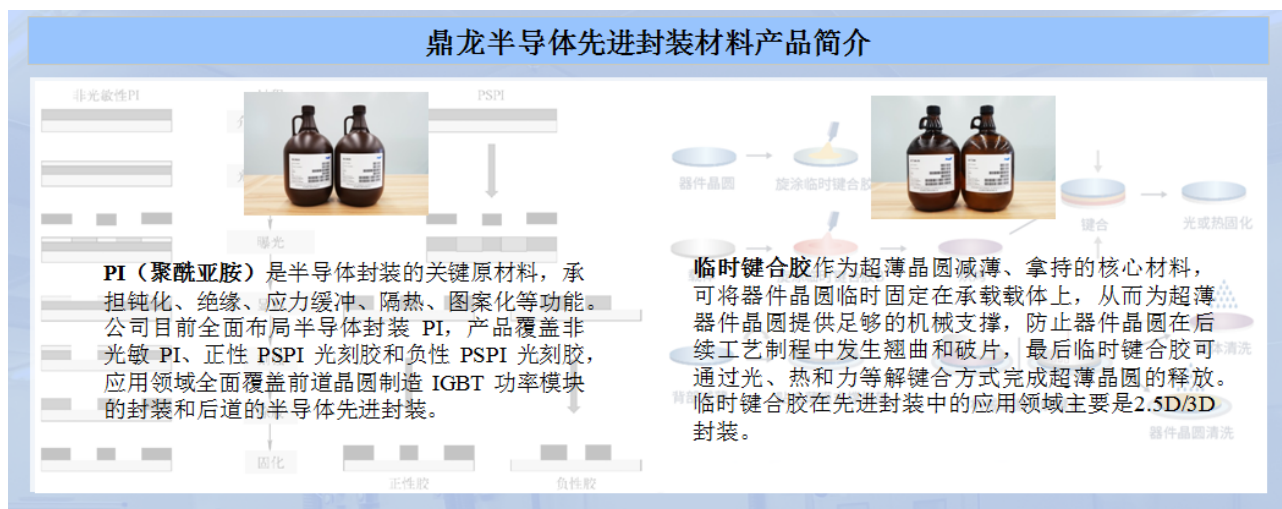 鼎龙半导体先进封装材料产品简介
非光敏性PI
PSPI
曝光
固化
正性胶
负性胶
PI（聚酰亚胺）是半导体封装的关键原材料，承
担钝化、绝缘、应力缓冲、隔热、图案化等功能。
公司目前全面布局半导体封装 PI，产品覆盖非
光敏 PI、正性 PSPI 光刻胶和负性 PSPI 光刻胶，
应用领域全面覆盖前道晶圆制造 IGBT 功率模块
的封装和后道的半导体先进封装。
器件晶圆
旋涂临时键合胶
键合
光或热固化
临时键合胶作为超薄晶圆减薄、拿持的核心材料，
可将器件晶圆临时固定在承载载体上，从而为超薄
器件晶圆提供足够的机械支撑，防止器件晶圆在后
续工艺制程中发生翘曲和破片，最后临时键合胶可
通过光、热和力等解键合方式完成超薄晶圆的释放。
临时键合胶在先进封装中的应用领域主要是2.5D/3D
封装。
体清洗
器件晶圆清洗